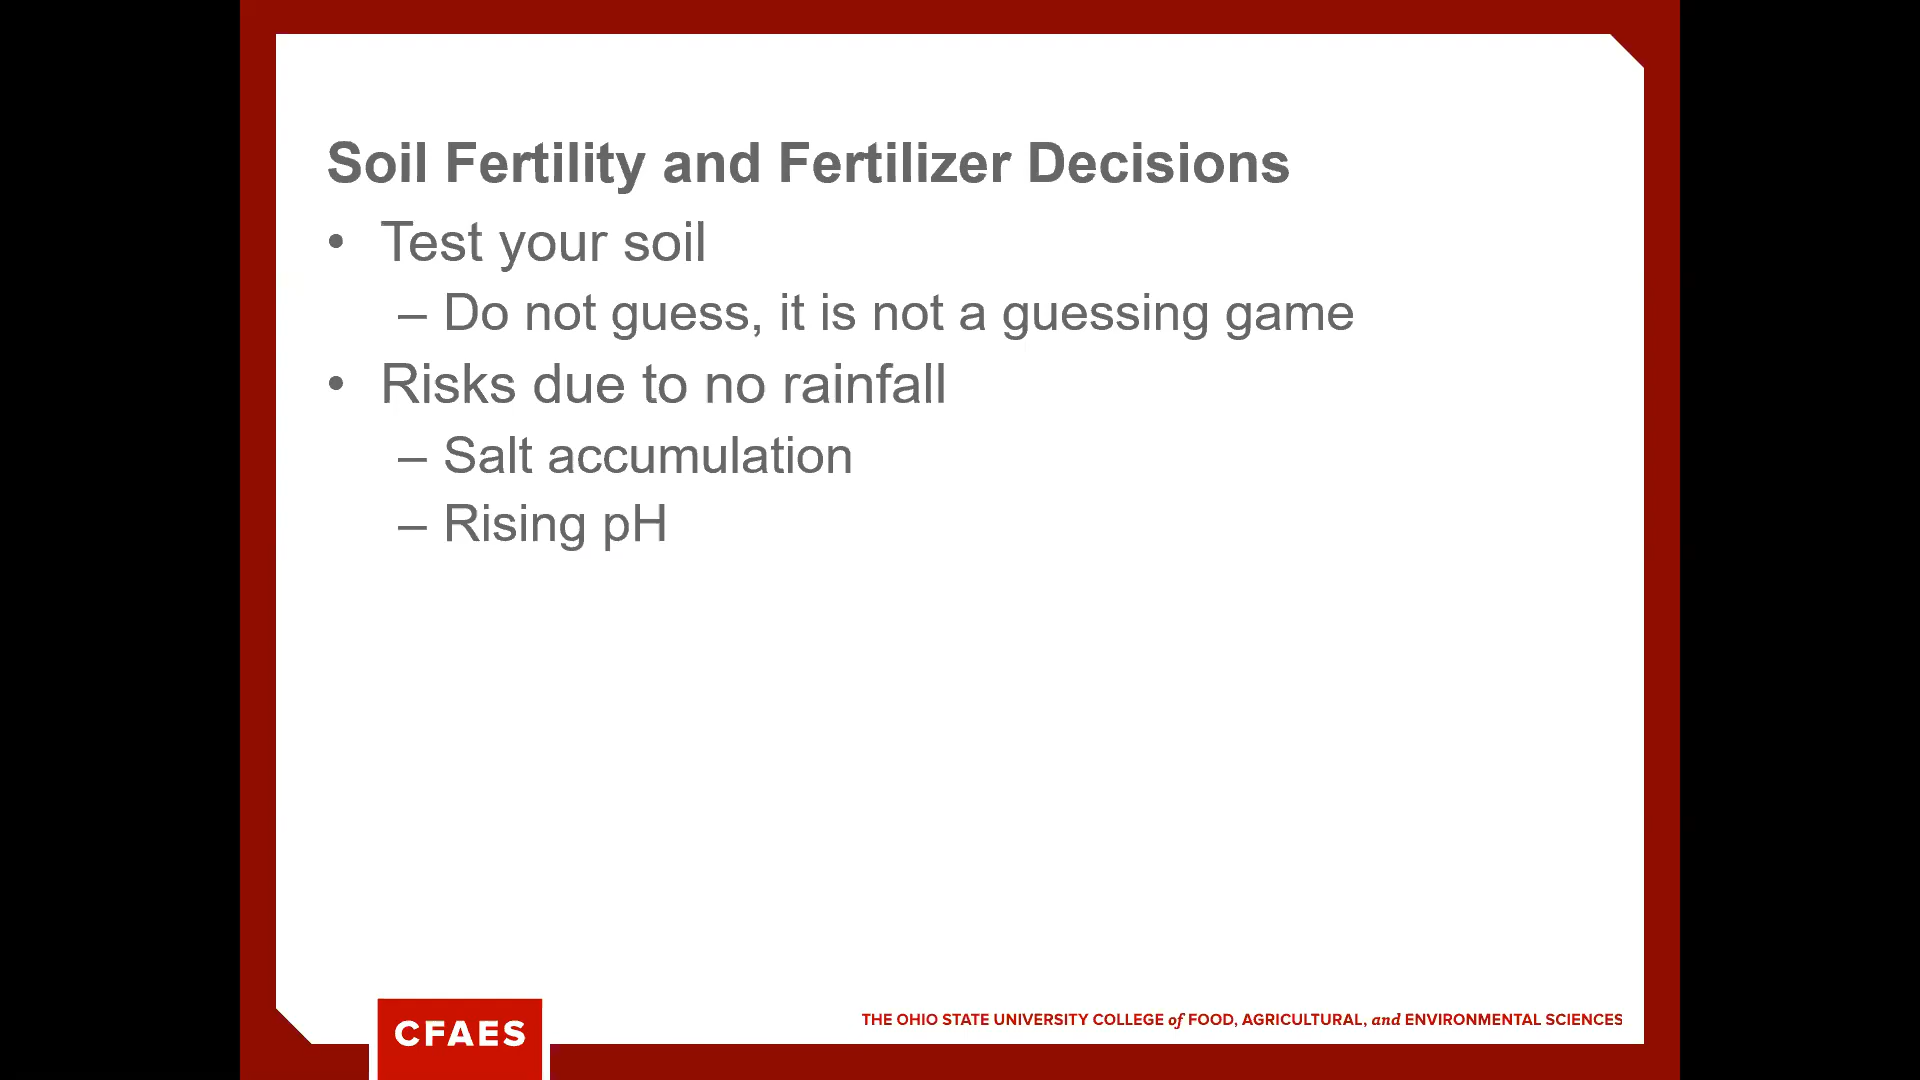 Soil Fertility and Fertilizer Decisions
• Test your soil
– Do not guess, it is not a guessing game
• Risks due to no rainfall
– Salt accumulation
– Rising pH
CFAES
THE OHIO STATE UNIVERSITY COLLEGE of FOOD, AGRICULTURAL, and ENVIRONMENTAL SCIENCES